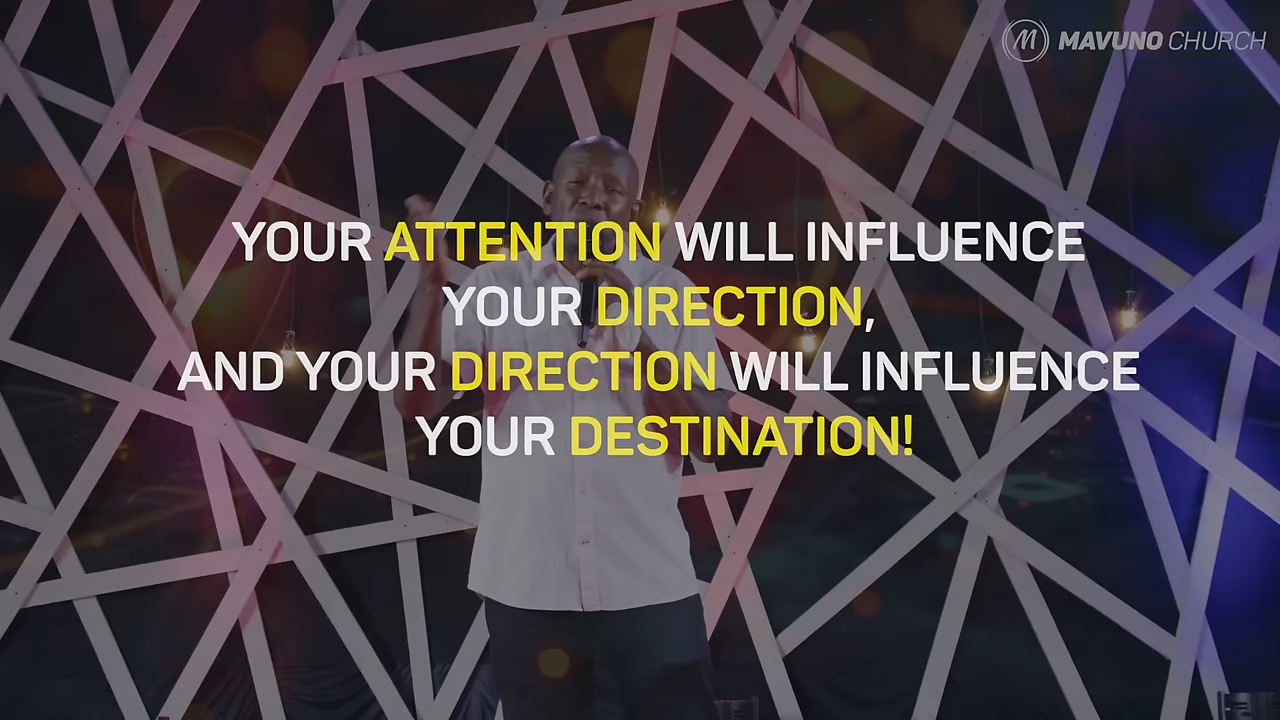 MAVUNO CHURCH
YOUR ATTENTION WILL INFLUENCE
YOUR DIRECTION,
AND YOUR DIRECTION WILL INFLUENCE
YOUR DESTINATION!